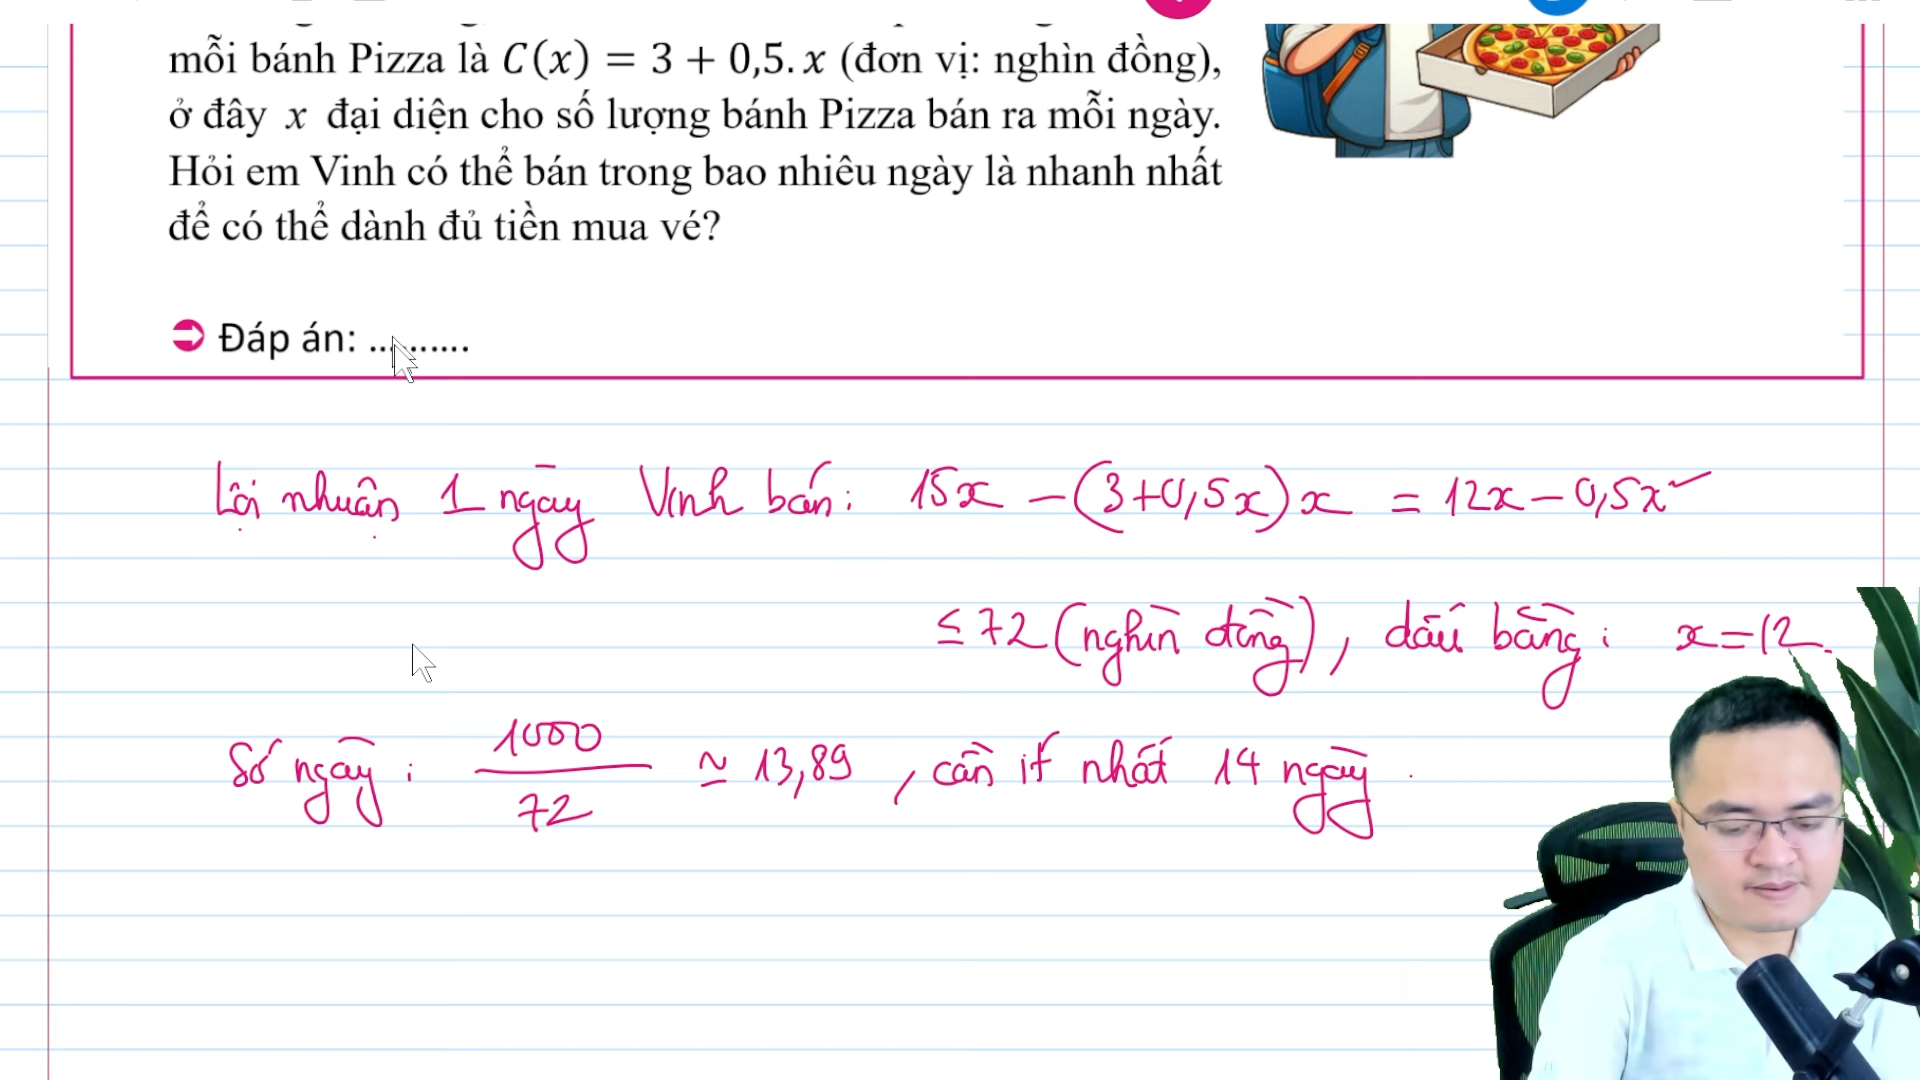 mỗi bánh Pizza là C(x) = 3 + 0,5. x (đơn vị: nghìn đồng),
ở đây x đại diện cho số lượng bánh Pizza bán ra mỗi ngày.
Hỏi em Vinh có thể bán trong bao nhiêu ngày là nhanh nhất
để có thể dành đủ tiền mua vé?
Đáp án: ..........
Lợi nhuận 1 ngày Vinh bán: 15x - (3+0,5x)x = 12x - 0,5x²
≤ 72 (nghìn đồng), dấu bằng: x = 12.
Số ngày: 1000/72 ≃ 13,89, cần ít nhất 14 ngày.